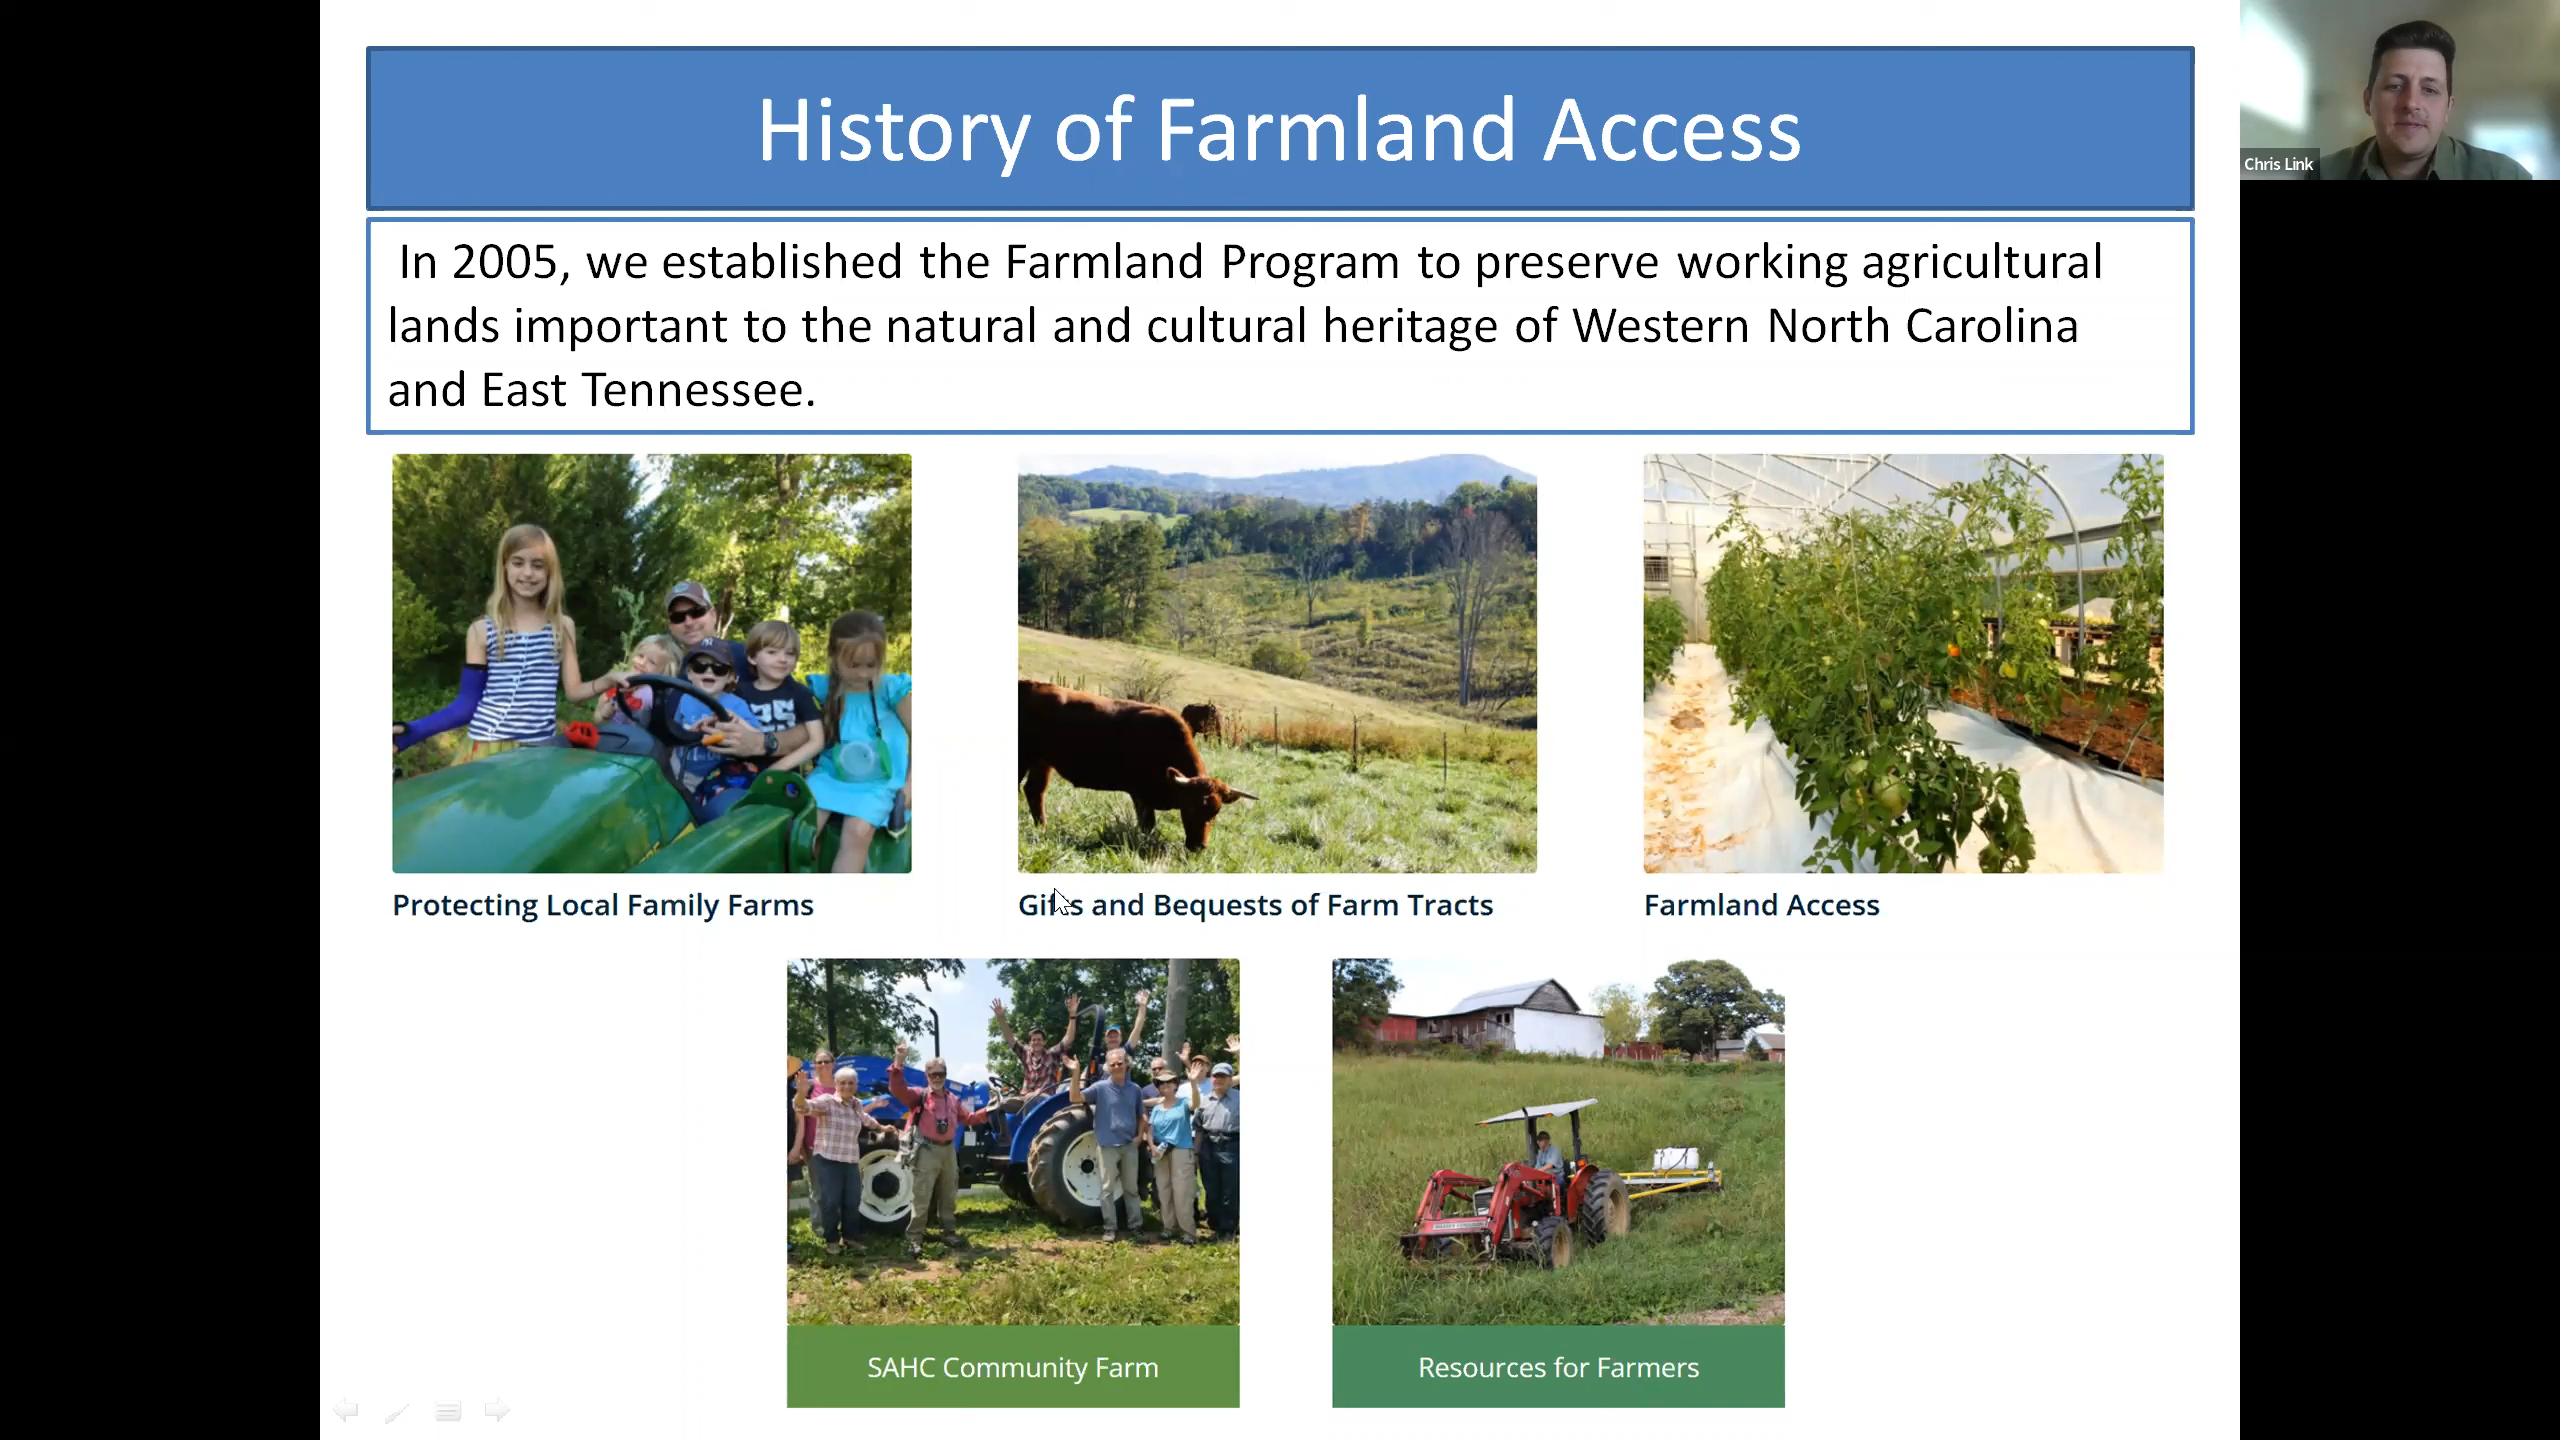 History of Farmland Access
Chris Link
In 2005, we established the Farmland Program to preserve working agricultural
lands important to the natural and cultural heritage of Western North Carolina
and East Tennessee.
Protecting Local Family Farms
Gifts and Bequests of Farm Tracts
Farmland Access
SAHC Community Farm
Resources for Farmers